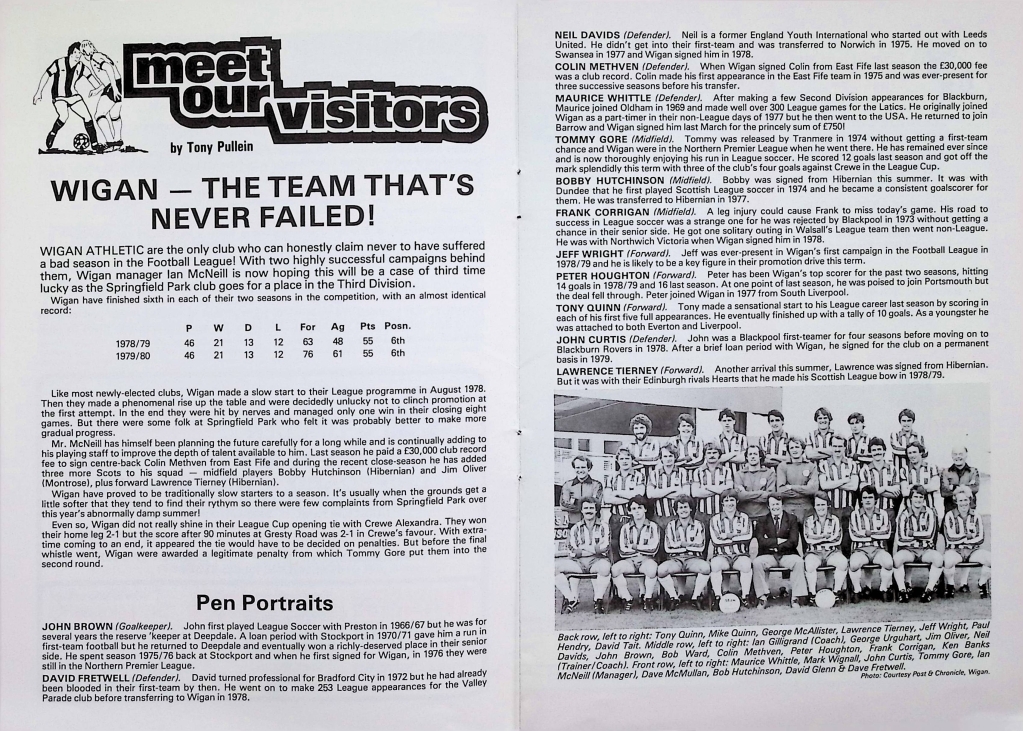 meet
our
visitors
by Tony Pullein
WIGAN — THE TEAM THAT'S
NEVER FAILED!
WIGAN ATHLETIC are the only club who can honestly claim never to have suffered
a bad season in the Football League! With two highly successful campaigns behind
them, Wigan manager Ian McNeill is now hoping this will be a case of third time
lucky as the Springfield Park club goes for a place in the Third Division.
Wigan have finished sixth in each of their two seasons in the competition, with an almost identical
record:
P W D L For Ag Pts Posn.
1978/79 46 21 13 12 63 48 55 6th
1979/80 46 21 13 12 76 61 55 6th
Like most newly-elected clubs, Wigan made a slow start to their League programme in August 1978.
Then they made a phenomenal rise up the table and were decidedly unlucky not to clinch promotion at
the first attempt. In the end they were hit by nerves and managed only one win in their closing eight
games. But there were some folk at Springfield Park who felt it was probably better to make more
gradual progress.
Mr. McNeill has himself been planning the future carefully for a long while and is continually adding to
his playing staff to improve the depth of talent available to him. Last season he paid a £30,000 club record
fee to sign centre-back Colin Methven from East Fife and during the recent close-season he has added
three more Scots to his squad — midfield players Bobby Hutchinson (Hibernian) and Jim Oliver
(Montrose), plus forward Lawrence Tierney (Hibernian).
Wigan have proved to be traditionally slow starters to a season. It's usually when the grounds get a
little softer that they tend to find their rythym so there were few complaints from Springfield Park over
this year's abnormally damp summer!
Even so, Wigan did not really shine in their League Cup opening tie with Crewe Alexandra. They won
their home leg 2-1 but the score after 90 minutes at Gresty Road was 2-1 in Crewe's favour. With extra-
time coming to an end, it appeared the tie would have to be decided on penalties. But before the final
whistle went, Wigan were awarded a legitimate penalty from which Tommy Gore put them into the
second round.
Pen Portraits
JOHN BROWN (Goalkeeper). John first played League Soccer with Preston in 1966/67 but he was for
several years the reserve 'keeper at Deepdale. A loan period with Stockport in 1970/71 gave him a run in
first-team football but he returned to Deepdale and eventually won a richly-deserved place in their senior
side. He spent season 1975/76 back at Stockport and when he first signed for Wigan, in 1976 they were
still in the Northern Premier League.
DAVID FRETWELL (Defender). David turned professional for Bradford City in 1972 but he had already
been blooded in their first-team by then. He went on to make 253 League appearances for the Valley
Parade club before transferring to Wigan in 1978.
NEIL DAVIDS (Defender). Neil is a former England Youth International who started out with Leeds
United. He didn't get into their first-team and was transferred to Norwich in 1975. He moved on to
Swansea in 1977 and Wigan signed him in 1978.
COLIN METHVEN (Defender). When Wigan signed Colin from East Fife last season the £30,000 fee
was a club record. Colin made his first appearance in the East Fife team in 1975 and was ever-present for
three successive seasons before his transfer.
MAURICE WHITTLE (Defender). After making a few Second Division appearances for Blackburn,
Maurice joined Oldham in 1969 and made well over 300 League games for the Latics. He originally joined
Wigan as a part-timer in their non-League days of 1977 but he then went to the USA. He returned to join
Barrow and Wigan signed him last March for the princely sum of £750!
TOMMY GORE (Midfield). Tommy was released by Tranmere in 1974 without getting a first-team
chance and Wigan were in the Northern Premier League when he went there. He has remained ever since
and is now thoroughly enjoying his run in League soccer. He scored 12 goals last season and got off the
mark splendidly this term with three of the club's four goals against Crewe in the League Cup.
BOBBY HUTCHINSON (Midfield). Bobby was signed from Hibernian this summer. It was with
Dundee that he first played Scottish League soccer in 1974 and he became a consistent goalscorer for
them. He was transferred to Hibernian in 1977.
FRANK CORRIGAN (Midfield). A leg injury could cause Frank to miss today's game. His road to
success in League soccer was a strange one for he was rejected by Blackpool in 1973 without getting a
chance in their senior side. He got one solitary outing in Walsall's League team then went non-League.
He was with Northwich Victoria when Wigan signed him in 1978.
JEFF WRIGHT (Forward). Jeff was ever-present in Wigan's first campaign in the Football League in
1978/79 and he is likely to be a key figure in their promotion drive this term.
PETER HOUGHTON (Forward). Peter has been Wigan's top scorer for the past two seasons, hitting
14 goals in 1978/79 and 16 last season. At one point of last season, he was poised to join Portsmouth but
the deal fell through. Peter joined Wigan in 1977 from South Liverpool.
TONY QUINN (Forward). Tony made a sensational start to his League career last season by scoring in
each of his first five full appearances. He eventually finished up with a tally of 10 goals. As a youngster he
was attached to both Everton and Liverpool.
JOHN CURTIS (Defender). John was a Blackpool first-teamer for four seasons before moving on to
Blackburn Rovers in 1978. After a brief loan period with Wigan, he signed for the club on a permanent
basis in 1979.
LAWRENCE TIERNEY (Forward). Another arrival this summer, Lawrence was signed from Hibernian.
But it was with their Edinburgh rivals Hearts that he made his Scottish League bow in 1978/79.
Back row, left to right: Tony Quinn, Mike Quinn, George McAllister, Lawrence Tierney, Jeff Wright, Paul
Hendry, David Tait. Middle row, left to right: Ian Gilligrand (Coach), George Urguhart, Jim Oliver, Neil
Davids, John Brown, Bob Ward, Colin Methven, Peter Houghton, Frank Corrigan, Ken Banks
(Trainer/Coach). Front row, left to right: Maurice Whittle, Mark Wignall, John Curtis, Tommy Gore, Ian
McNeill (Manager), Dave McMullan, Bob Hutchinson, David Glenn & Dave Fretwell.
Photo: Courtesy Post & Chronicle, Wigan.